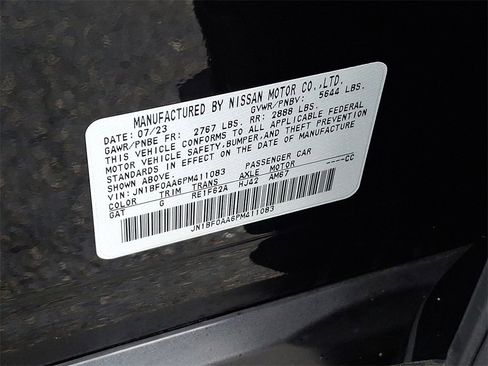 MANUFACTURED BY NISSAN MOTOR CO.,LTD.
DATE: 07/23 GVWR/PNBV: 5644 LBS.
GAWR/PNBE FR: 2767 LBS. RR: 2888 LBS.
THIS VEHICLE CONFORMS TO ALL APPLICABLE FEDERAL
MOTOR VEHICLE SAFETY,BUMPER,AND THEFT PREVENTION
STANDARDS IN EFFECT ON THE DATE OF MANUFACTURE
SHOWN ABOVE.
VIN: JN1BF0AA6PM411083 PASSENGER CAR
COLOR TRIM TRANS AXLE MOTOR ----CC
GAT G RE1F62A HJ42 AM67
JN1BF0AA6PM411083